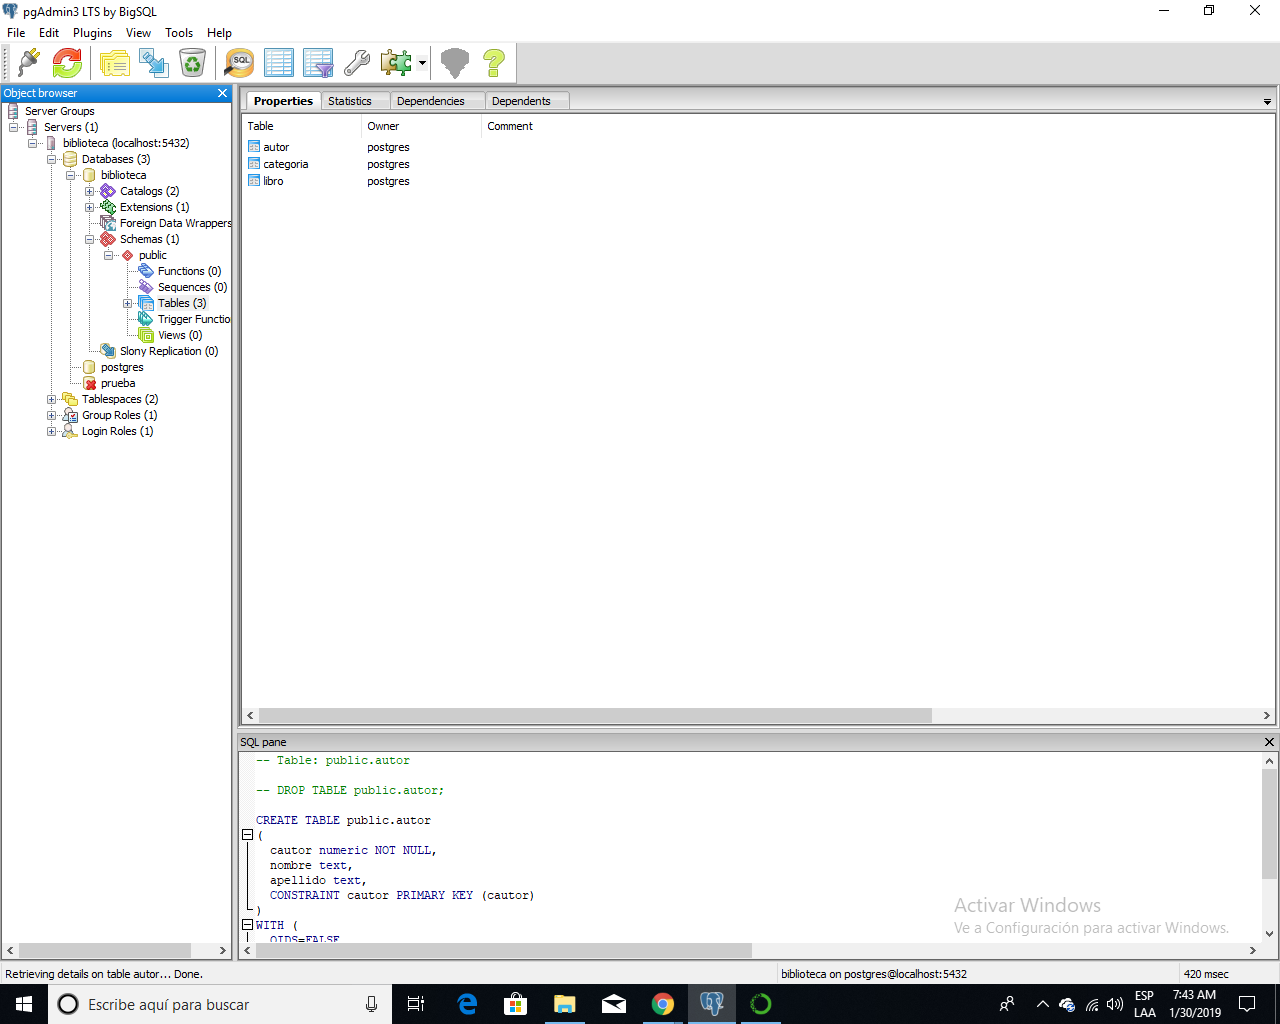 pgAdmin3 LTS by BigSQL
File Edit Plugins View Tools Help
SQL
Object browser
Server Groups
Servers (1)
biblioteca (localhost:5432)
Databases (3)
biblioteca
Catalogs (2)
Extensions (1)
Foreign Data Wrappers
Schemas (1)
public
Functions (0)
Sequences (0)
Tables (3)
Trigger Functio
Views (0)
Slony Replication (0)
postgres
prueba
Tablespaces (2)
Group Roles (1)
Login Roles (1)
Properties Statistics Dependencies Dependents
Table Owner Comment
autor postgres
categoria postgres
libro postgres
SQL pane
-- Table: public.autor
-- DROP TABLE public.autor;
CREATE TABLE public.autor
(
cautor numeric NOT NULL,
nombre text,
apellido text,
CONSTRAINT cautor PRIMARY KEY (cautor)
)
WITH (
OIDS=FALSE
Activar Windows
Ve a Configuración para activar Windows.
Retrieving details on table autor... Done. biblioteca on postgres@localhost:5432 420 msec
Escribe aquí para buscar
ESP
LAA
7:43 AM
1/30/2019